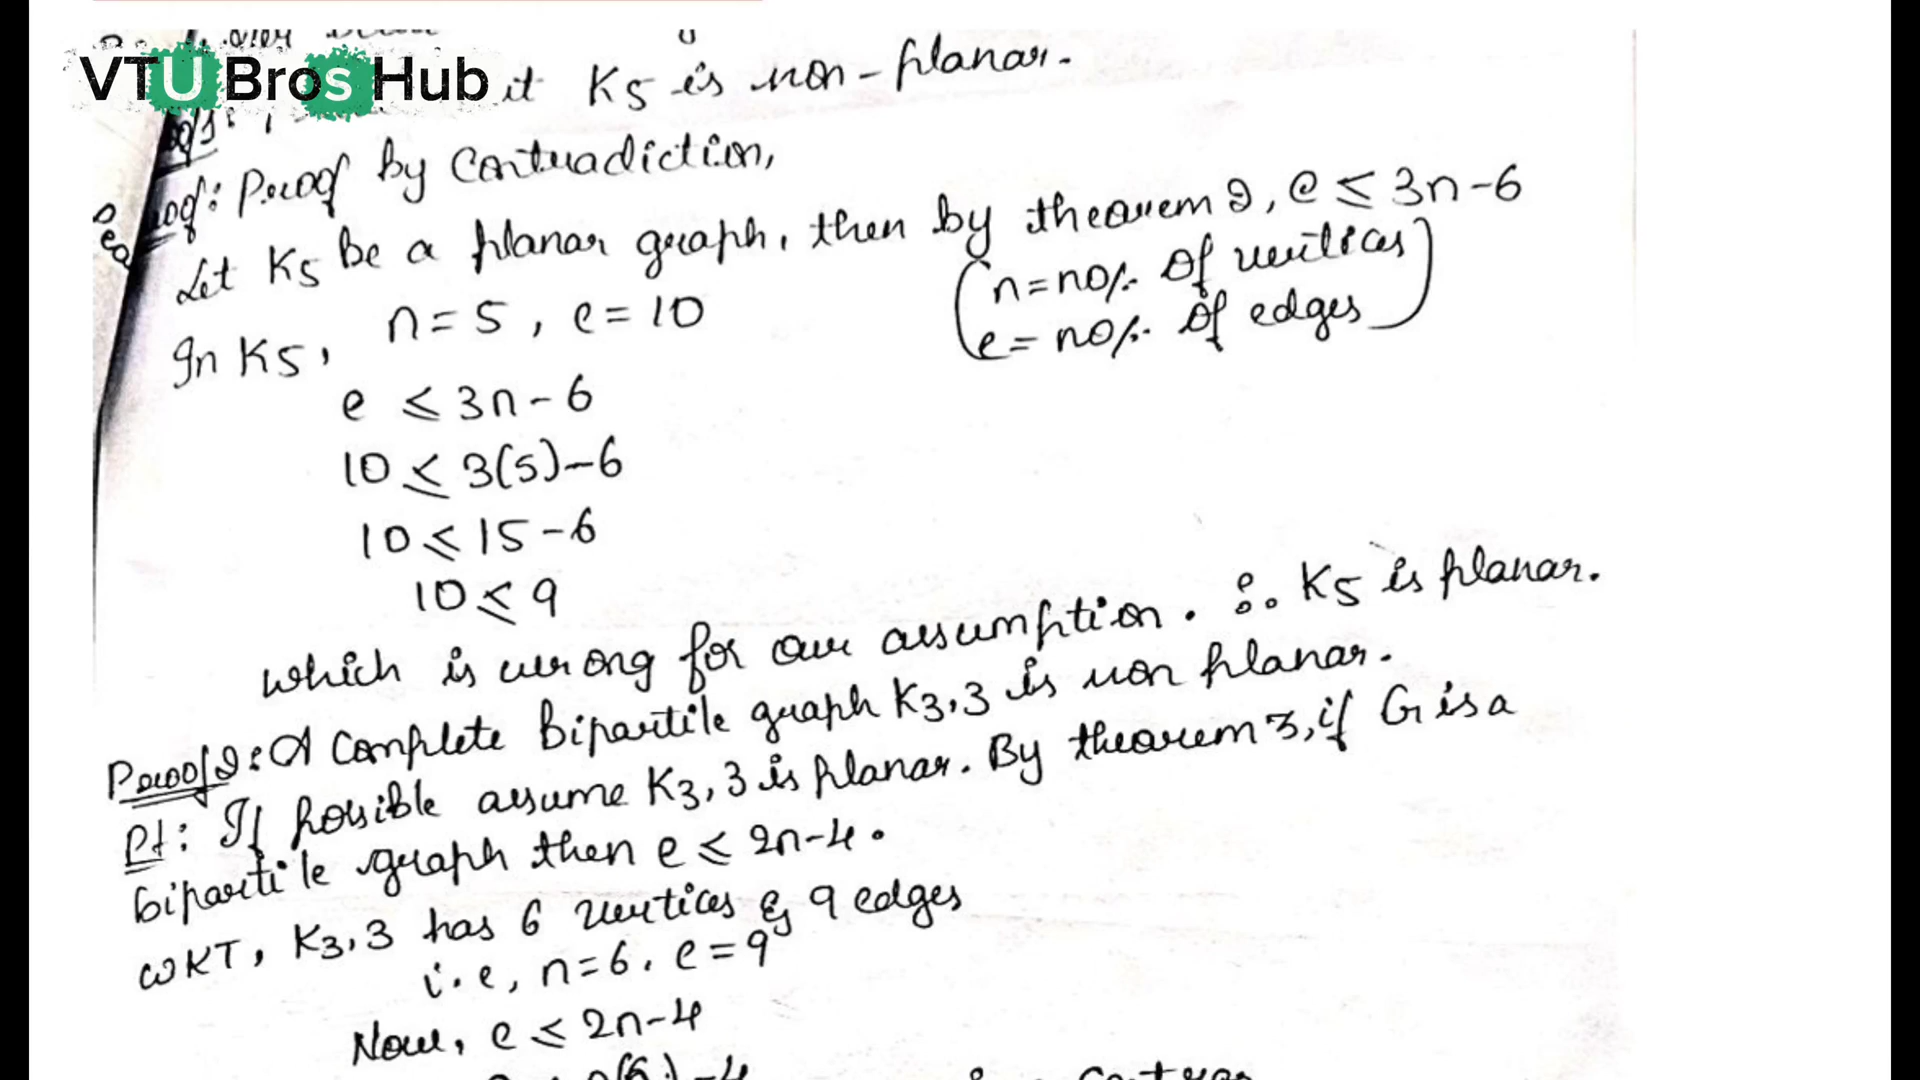 VTU Bros Hub it K5 is non-planar.
Proof: Proof by Contradiction,
Let K5 Be a planar graph, then by theorem 2, e ≤ 3n-6
(n = no/. of vertices
e = no/. of edges)
In K5, n = 5, e = 10
e ≤ 3n-6
10 ≤ 3(5)-6
10 ≤ 15-6
10 ≤ 9
which is wrong for our assumption. ∴ K5 is planar.
Proof2: A Complete Bipartile graph K3,3 is non planar.
Pf: If possible assume K3,3 is planar. By theorem 3, if G is a
bipartile graph then e ≤ 2n-4.
WKT, K3,3 has 6 vertices & 9 edges
i.e, n=6, e=9
Now, e ≤ 2n-4